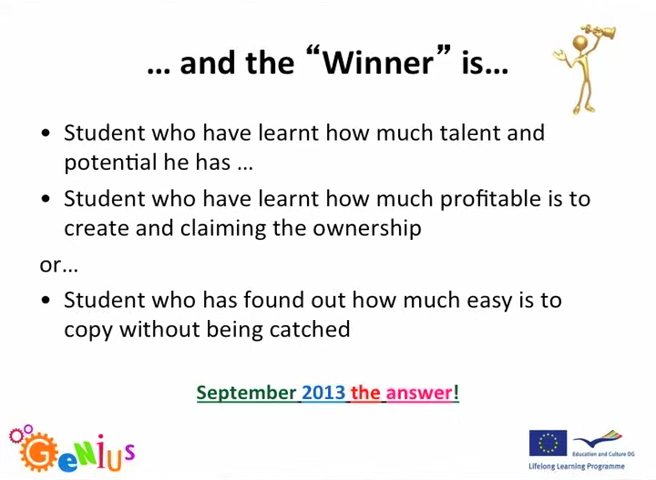 … and the “Winner” is…
• Student who have learnt how much talent and
potential he has …
• Student who have learnt how much profitable is to
create and claiming the ownership
or…
• Student who has found out how much easy is to
copy without being catched
September 2013 the answer!
GeNIUS
Education and Culture DG
Lifelong Learning Programme